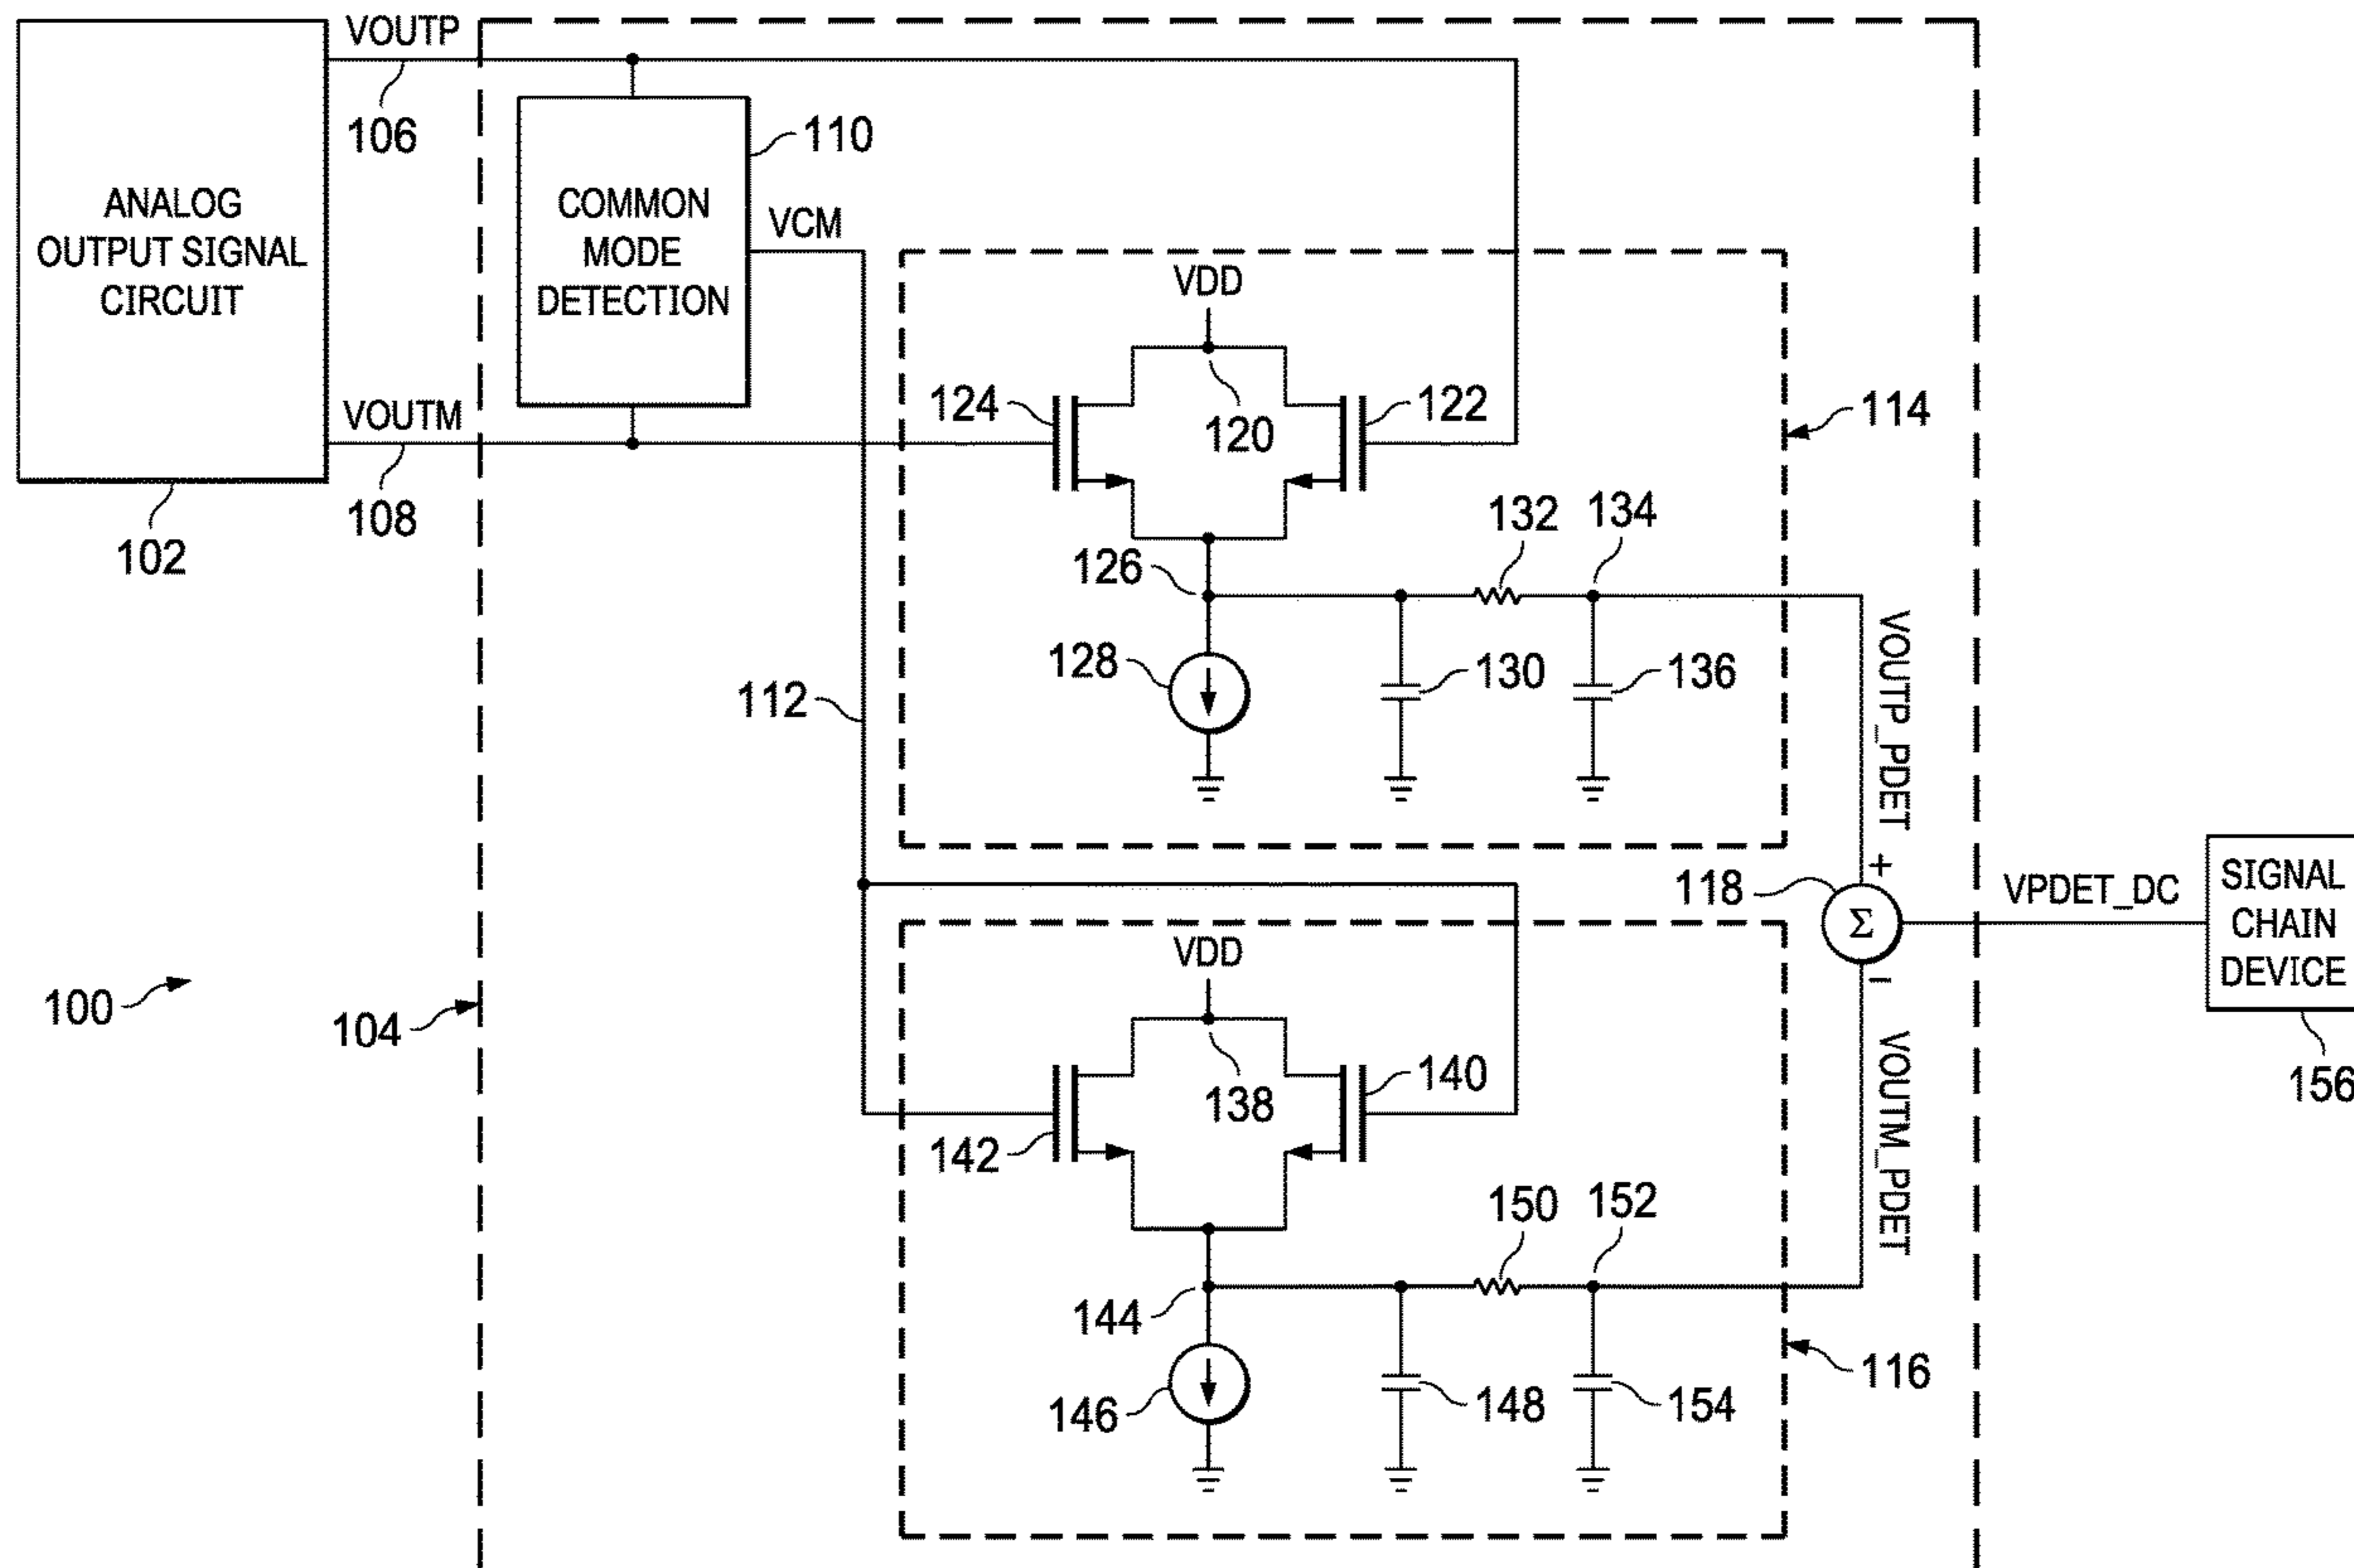 VOUTP
106
ANALOG
OUTPUT SIGNAL
CIRCUIT
102
VOUTM
108
110
COMMON
MODE
DETECTION
VCM
112
VDD
120
124
122
114
126
128
132
134
130
136
VOUTP_PDET
+
118
Σ
−
VPDET_DC
SIGNAL
CHAIN
DEVICE
156
100
104
VDD
138
142
140
144
146
150
152
148
154
VOUTM_PDET
116